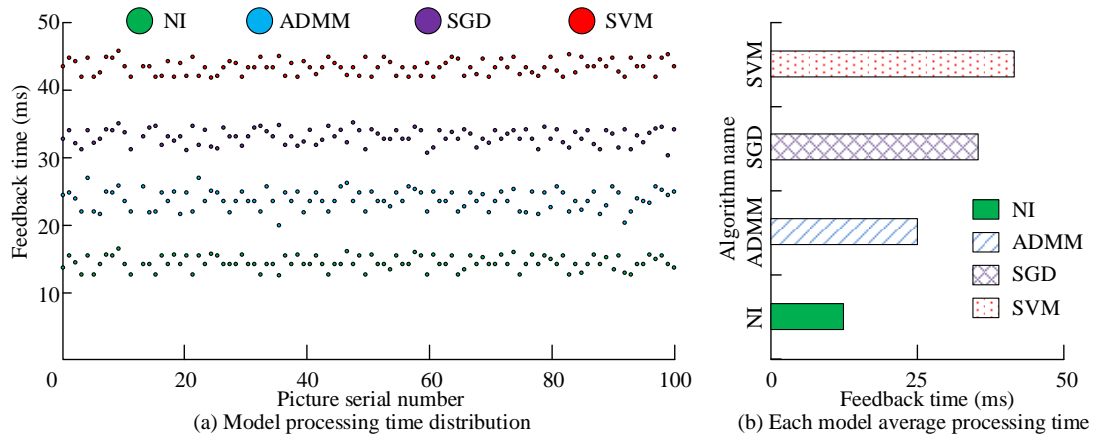 NI ADMM SGD SVM
50
40
30
20
10
Feedback time (ms)
0 20 40 60 80 100
Picture serial number
(a) Model processing time distribution
SVM
SGD
ADMM
NI
Algorithm name
NI
ADMM
SGD
SVM
0 25 50
Feedback time (ms)
(b) Each model average processing time